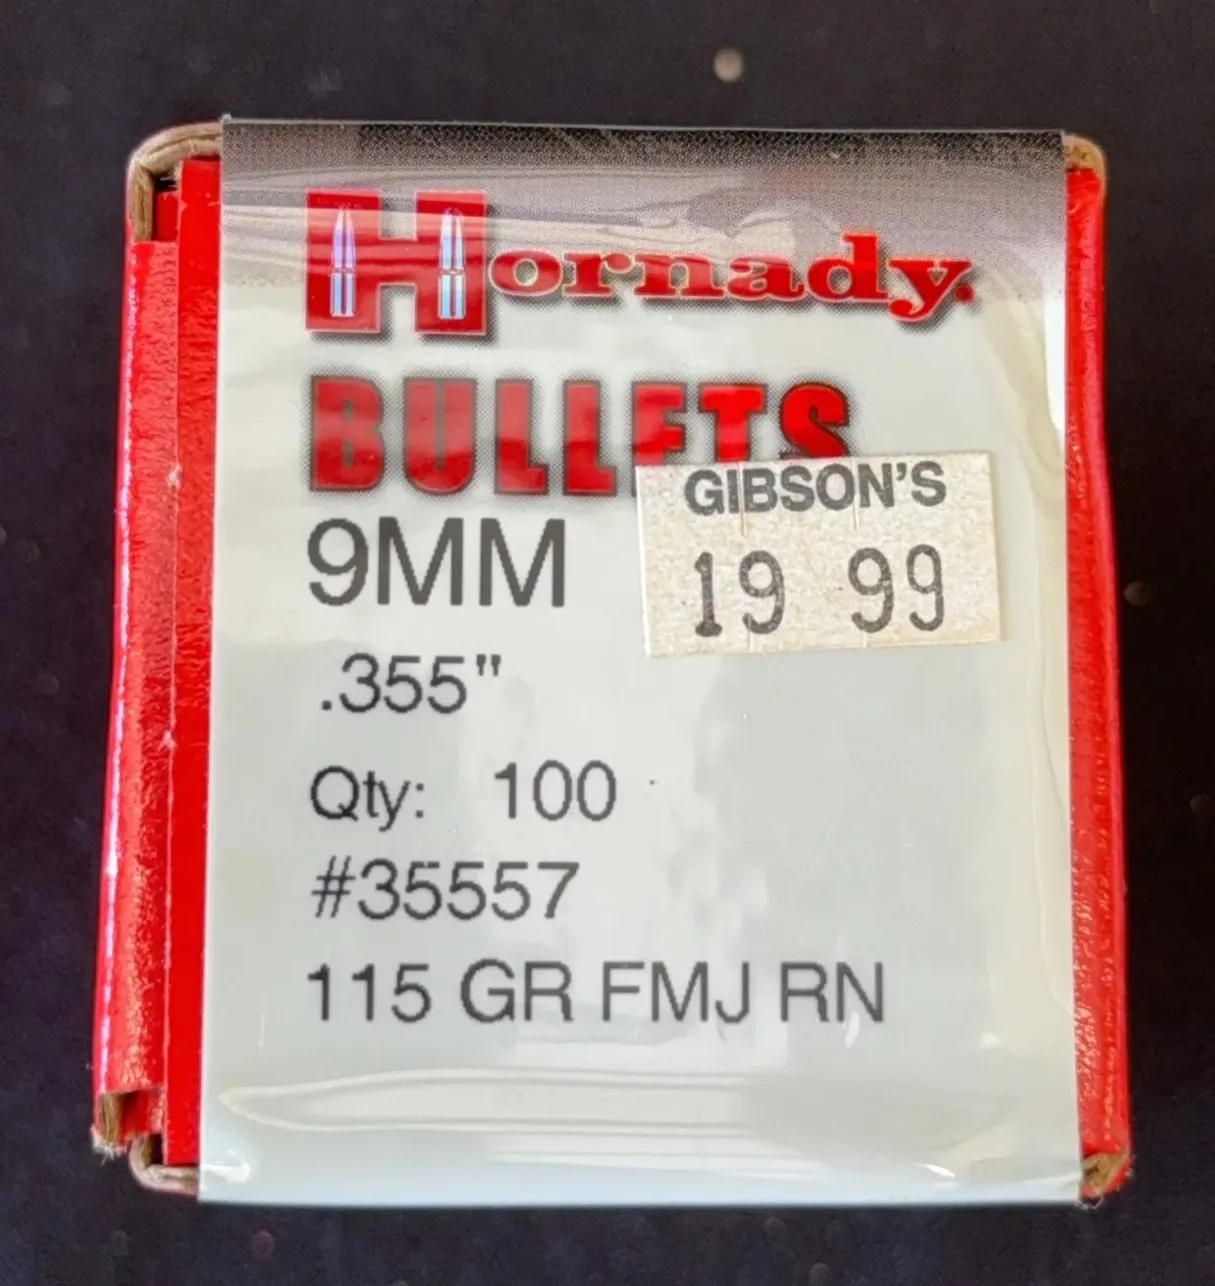 Hornady.
BULLETS
GIBSON'S
19 99
9MM
.355"
Qty: 100
#35557
115 GR FMJ RN